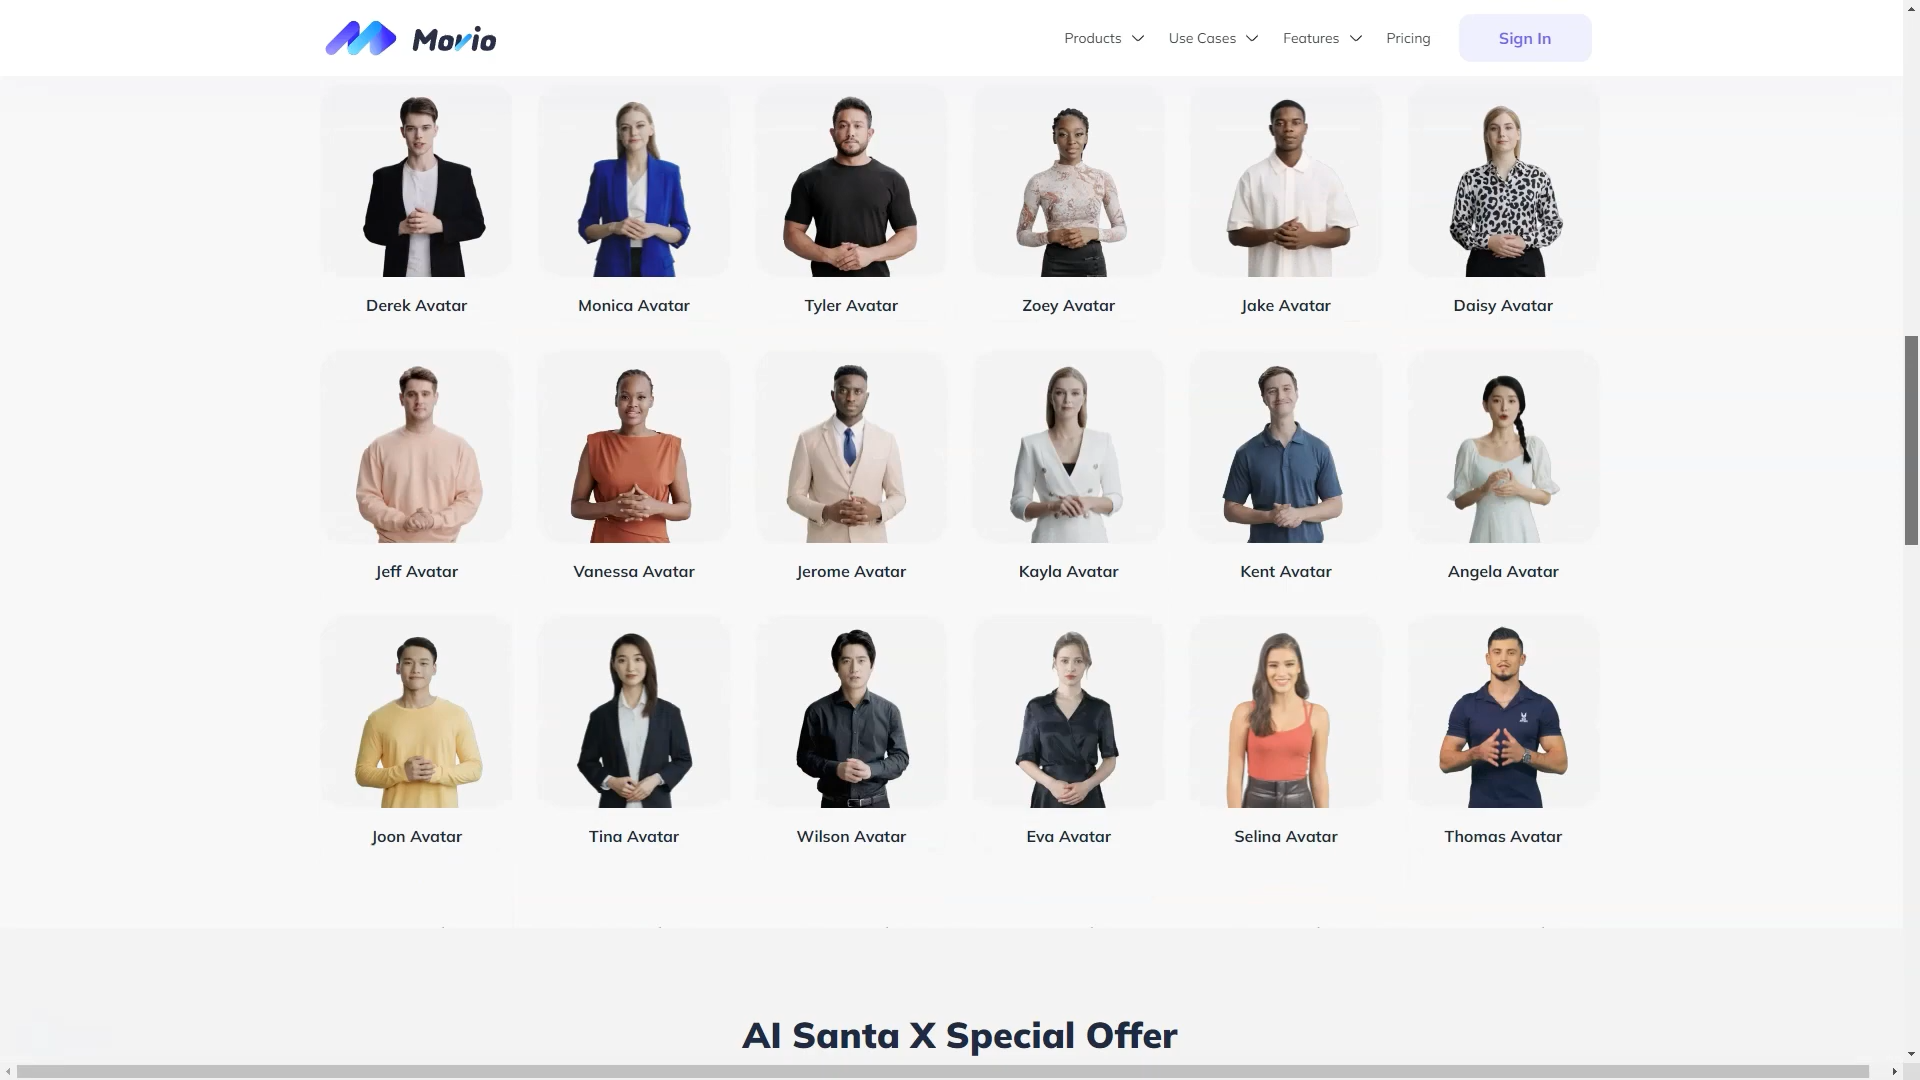 Movio
Products
Use Cases
Features
Pricing
Sign In
Derek Avatar
Monica Avatar
Tyler Avatar
Zoey Avatar
Jake Avatar
Daisy Avatar
Jeff Avatar
Vanessa Avatar
Jerome Avatar
Kayla Avatar
Kent Avatar
Angela Avatar
Joon Avatar
Tina Avatar
Wilson Avatar
Eva Avatar
Selina Avatar
Thomas Avatar
AI Santa X Special Offer